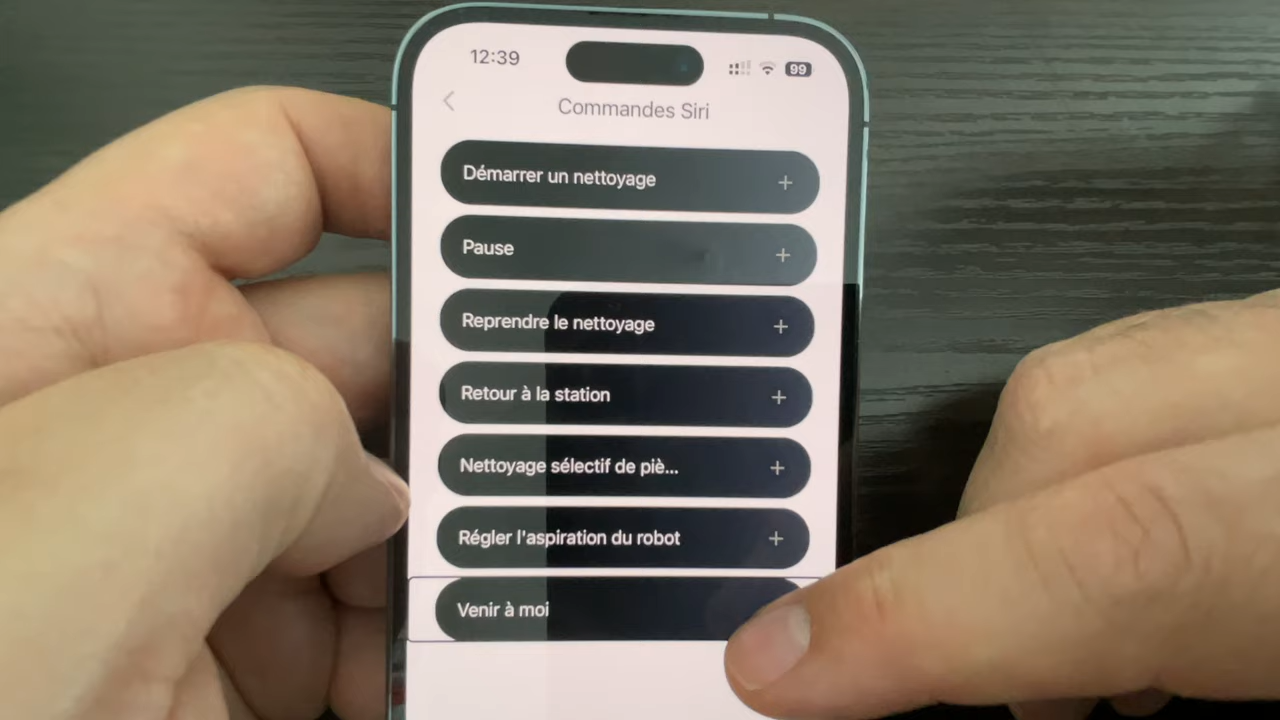 12:39
99
Commandes Siri
Démarrer un nettoyage
Pause
Reprendre le nettoyage
Retour à la station
Nettoyage sélectif de piè...
Régler l'aspiration du robot
Venir à moi